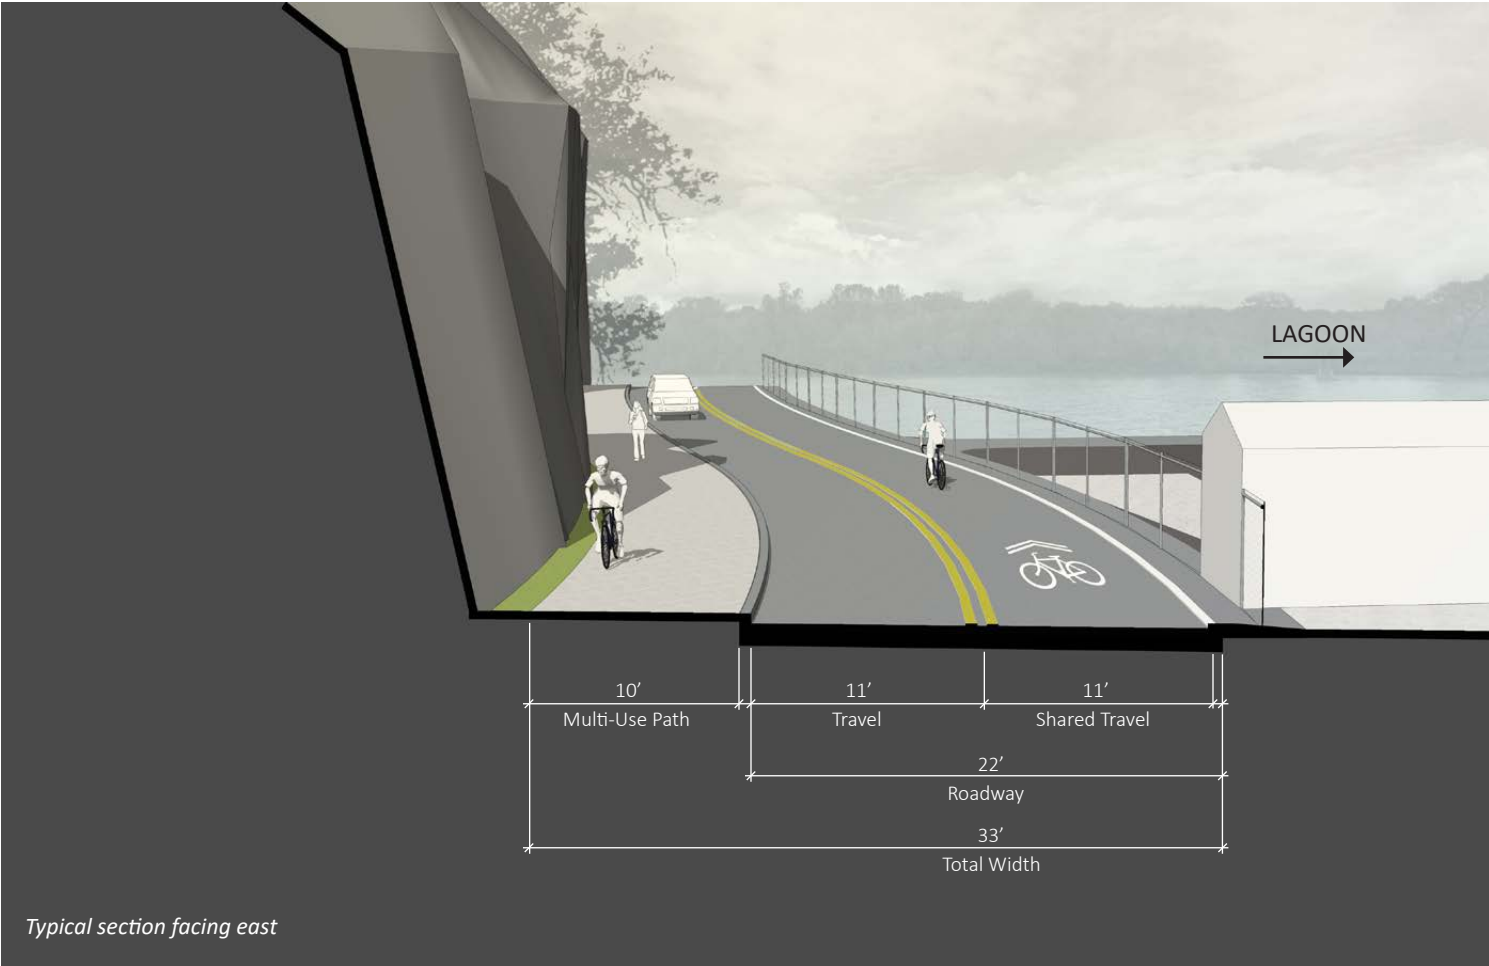 LAGOON
10’
11’
11’
Multi-Use Path
Travel
Shared Travel
22’
Roadway
33’
Total Width
Typical section facing east